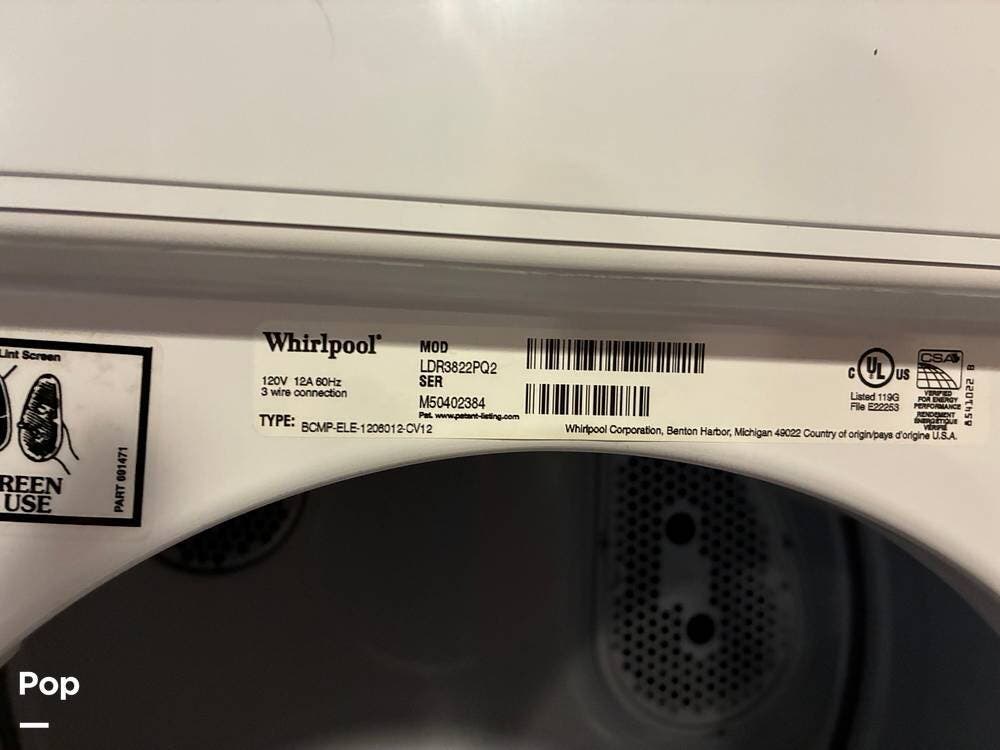 Lint Screen
REEN
USE
PART 691471
Whirlpool®
120V 12A 60Hz
3 wire connection
TYPE: BCMP-ELE-1206012-CV12
MOD
LDR3822PQ2
SER
M50402384
Pat. www.patent-listing.com
Whirlpool Corporation, Benton Harbor, Michigan 49022 Country of origin/pays d'origine U.S.A.
C UL US
Listed 119G
File E22253
CSA
VERIFIED
FOR ENERGY
PERFORMANCE
RENDEMENT
ÉNERGÉTIQUE
VÉRIFIÉ
8541022 B
Pop